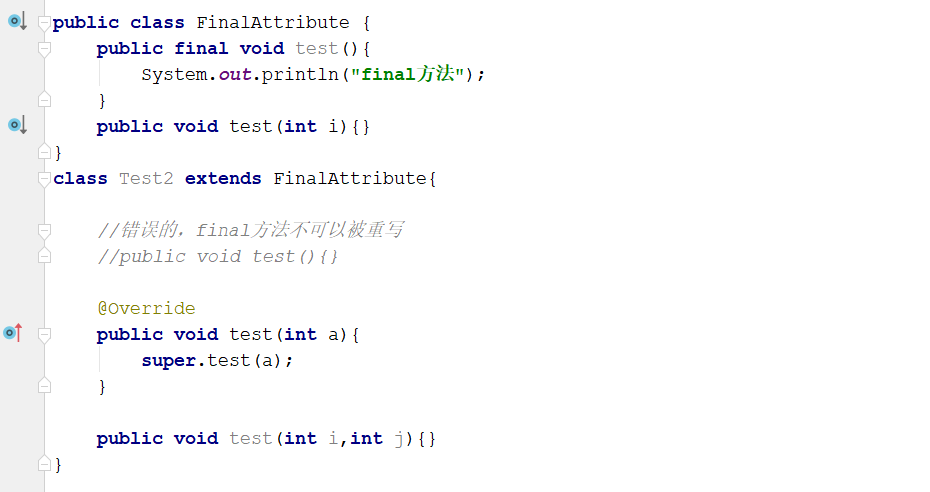 public class FinalAttribute {
    public final void test(){
        System.out.println("final方法");
    }
    public void test(int i){}
}
class Test2 extends FinalAttribute{
    //错误的，final方法不可以被重写
    //public void test(){}
    @Override
    public void test(int a){
        super.test(a);
    }
    public void test(int i,int j){}
}